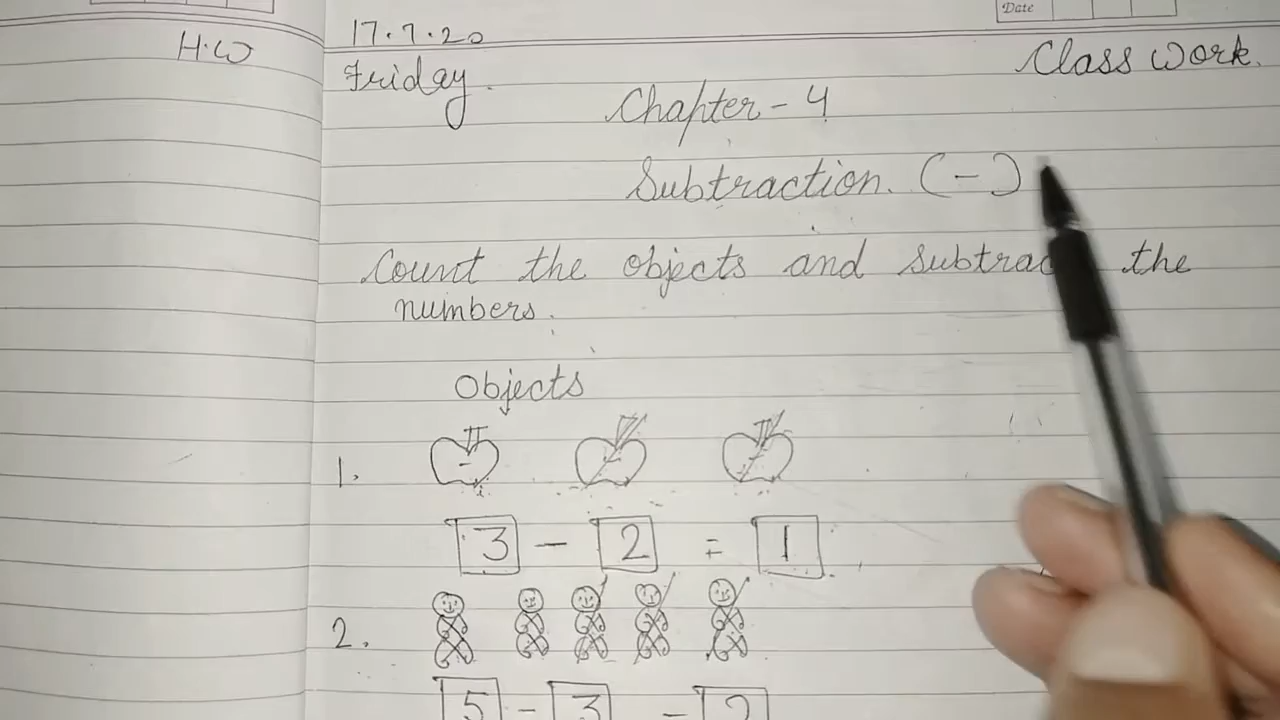 Date
H.W
17.7.20
Friday.
Class Work.
Chapter - 4
Subtraction. (-)
Count the objects and subtract the
numbers.
Objects
1.
3 - 2 = 1
2.
5 - 3 - 2